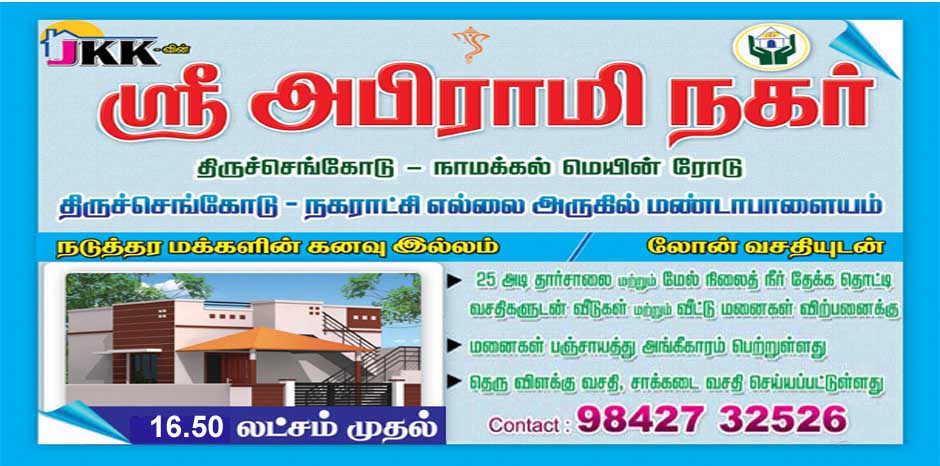 JKK-வின்
ஸ்ரீ அபிராமி நகர்
திருச்செங்கோடு – நாமக்கல் மெயின் ரோடு
திருச்செங்கோடு - நகராட்சி எல்லை அருகில் மண்டாபாளையம்
நடுத்தர மக்களின் கனவு இல்லம் / லோன் வசதியுடன்
25 அடி தார்சாலை மற்றும் மேல் நிலைத் நீர் தேக்க தொட்டி
வசதிகளுடன் வீடுகள் மற்றும் வீட்டு மனைகள் விற்பனைக்கு
மனைகள் பஞ்சாயத்து அங்கீகாரம் பெற்றுள்ளது
தெரு விளக்கு வசதி, சாக்கடை வசதி செய்யப்பட்டுள்ளது
16.50 லட்சம் முதல்
Contact : 98427 32526